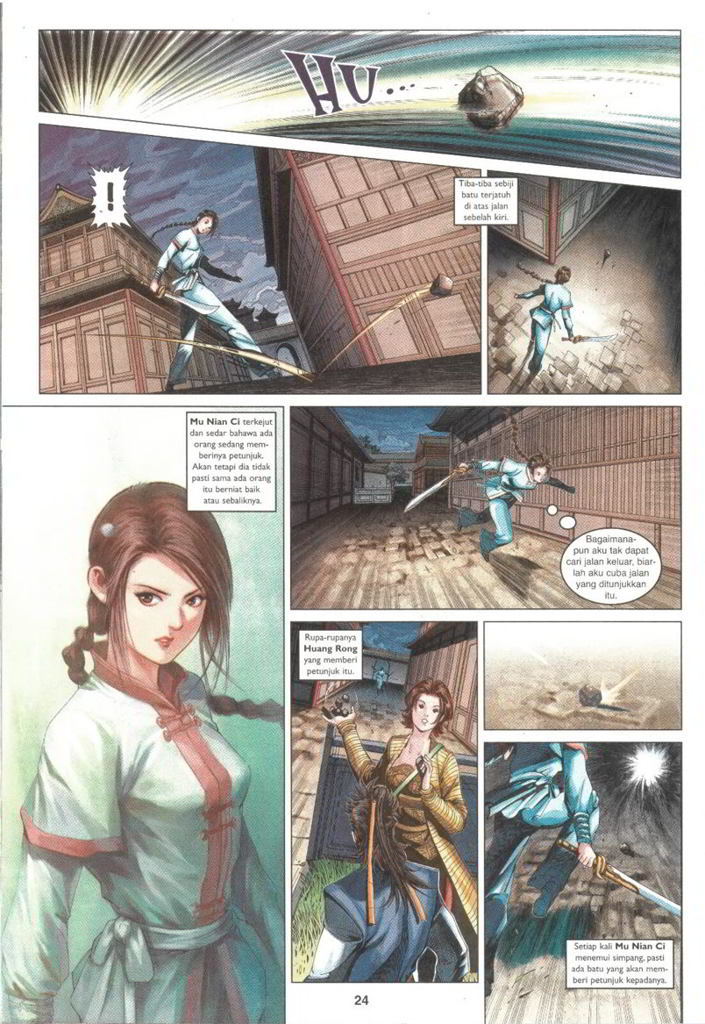 HU...
!
Tiba-tiba sebiji
batu terjatuh
di atas jalan
sebelah kiri.
Mu Nian Ci terkejut
dan sedar bahawa ada
orang sedang mem-
berinya petunjuk.
Akan tetapi dia tidak
pasti sama ada orang
itu berniat baik
atau sebaliknya.
Bagaimana-
pun aku tak dapat
cari jalan keluar, biar-
lah aku cuba jalan
yang ditunjukkan
itu.
Rupa-rupanya
Huang Rong
yang memberi
petunjuk itu.
Setiap kali Mu Nian Ci
menemui simpang, pasti
ada batu yang akan mem-
beri petunjuk kepadanya.
24